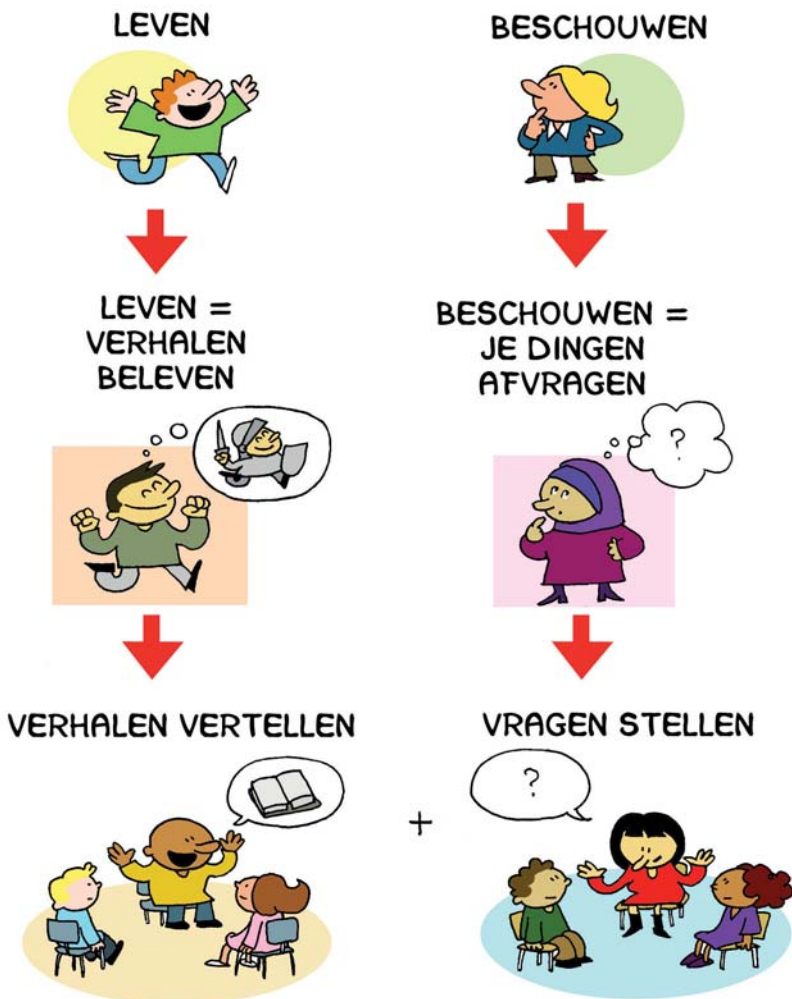 LEVEN
BESCHOUWEN
LEVEN =
VERHALEN
BELEVEN
BESCHOUWEN =
JE DINGEN
AFVRAGEN
?
VERHALEN VERTELLEN
+
VRAGEN STELLEN
?